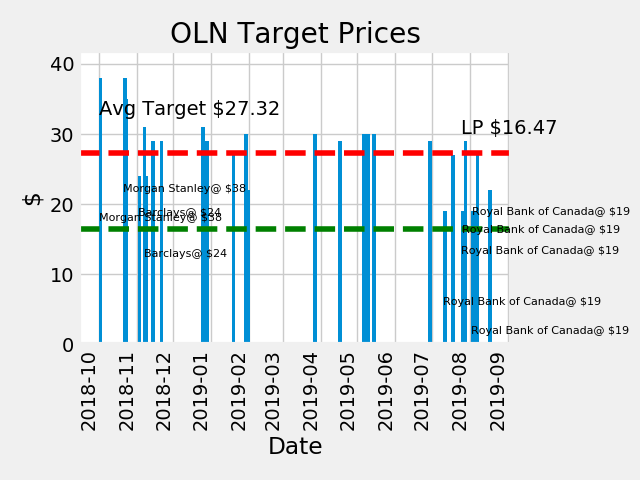 OLN Target Prices
40
30
20
10
0
$
Avg Target $27.32
LP $16.47
Morgan Stanley@ $38
Morgan Stanley@ $38
Barclays@ $24
Barclays@ $24
Royal Bank of Canada@ $19
Royal Bank of Canada@ $19
Royal Bank of Canada@ $19
Royal Bank of Canada@ $19
Royal Bank of Canada@ $19
2018-10
2018-11
2018-12
2019-01
2019-02
2019-03
2019-04
2019-05
2019-06
2019-07
2019-08
2019-09
Date